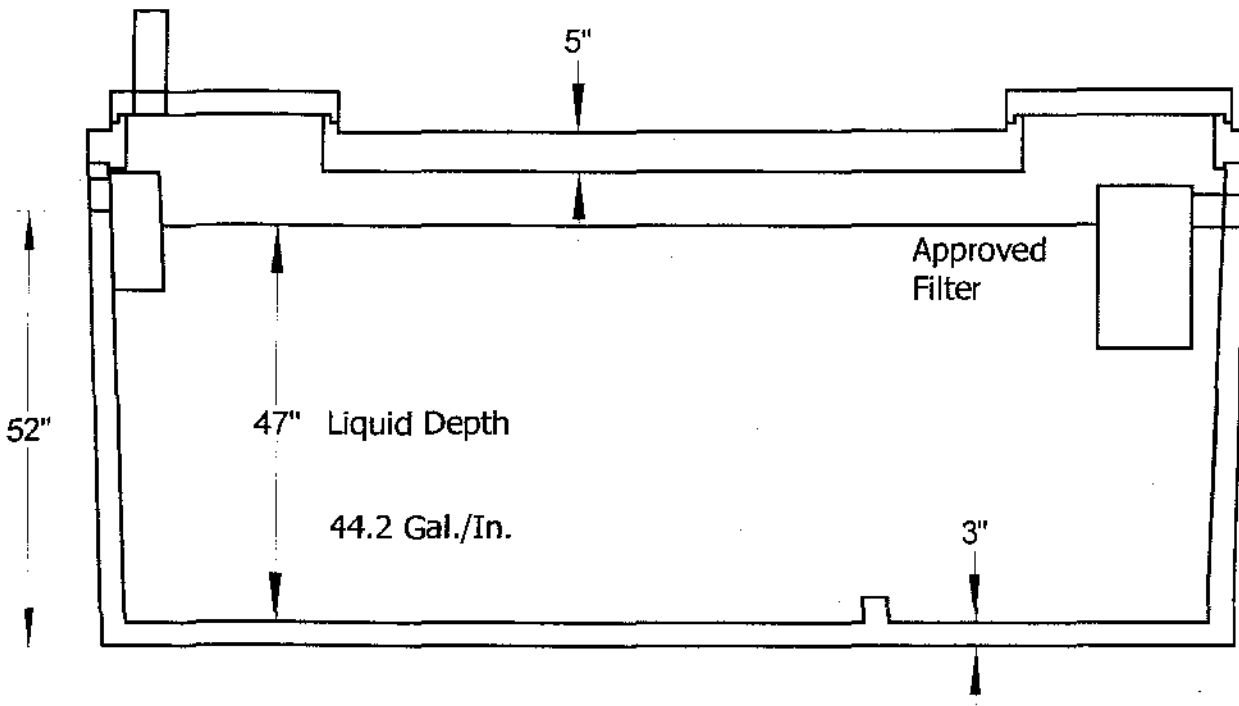 5"
Approved
Filter
52"
47" Liquid Depth
44.2 Gal./In.
3"